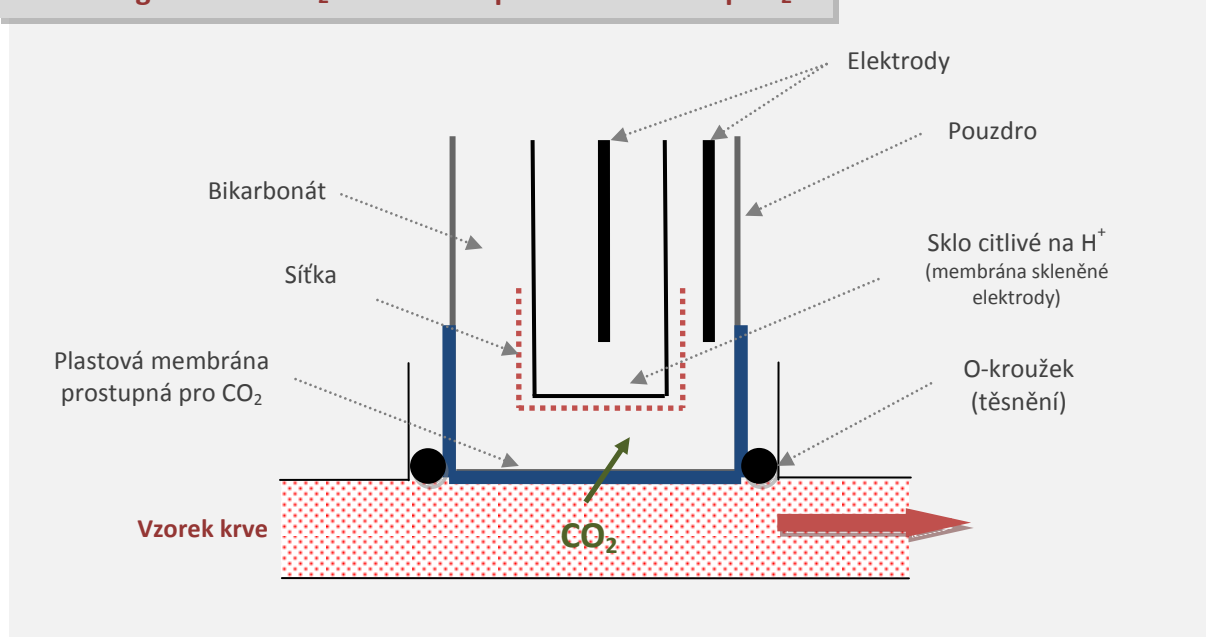 Elektrody
Pouzdro
Bikarbonát
Sklo citlivé na H⁺
(membrána skleněné
elektrody)
Síťka
Plastová membrána
prostupná pro CO₂
O-kroužek
(těsnění)
Vzorek krve
CO₂